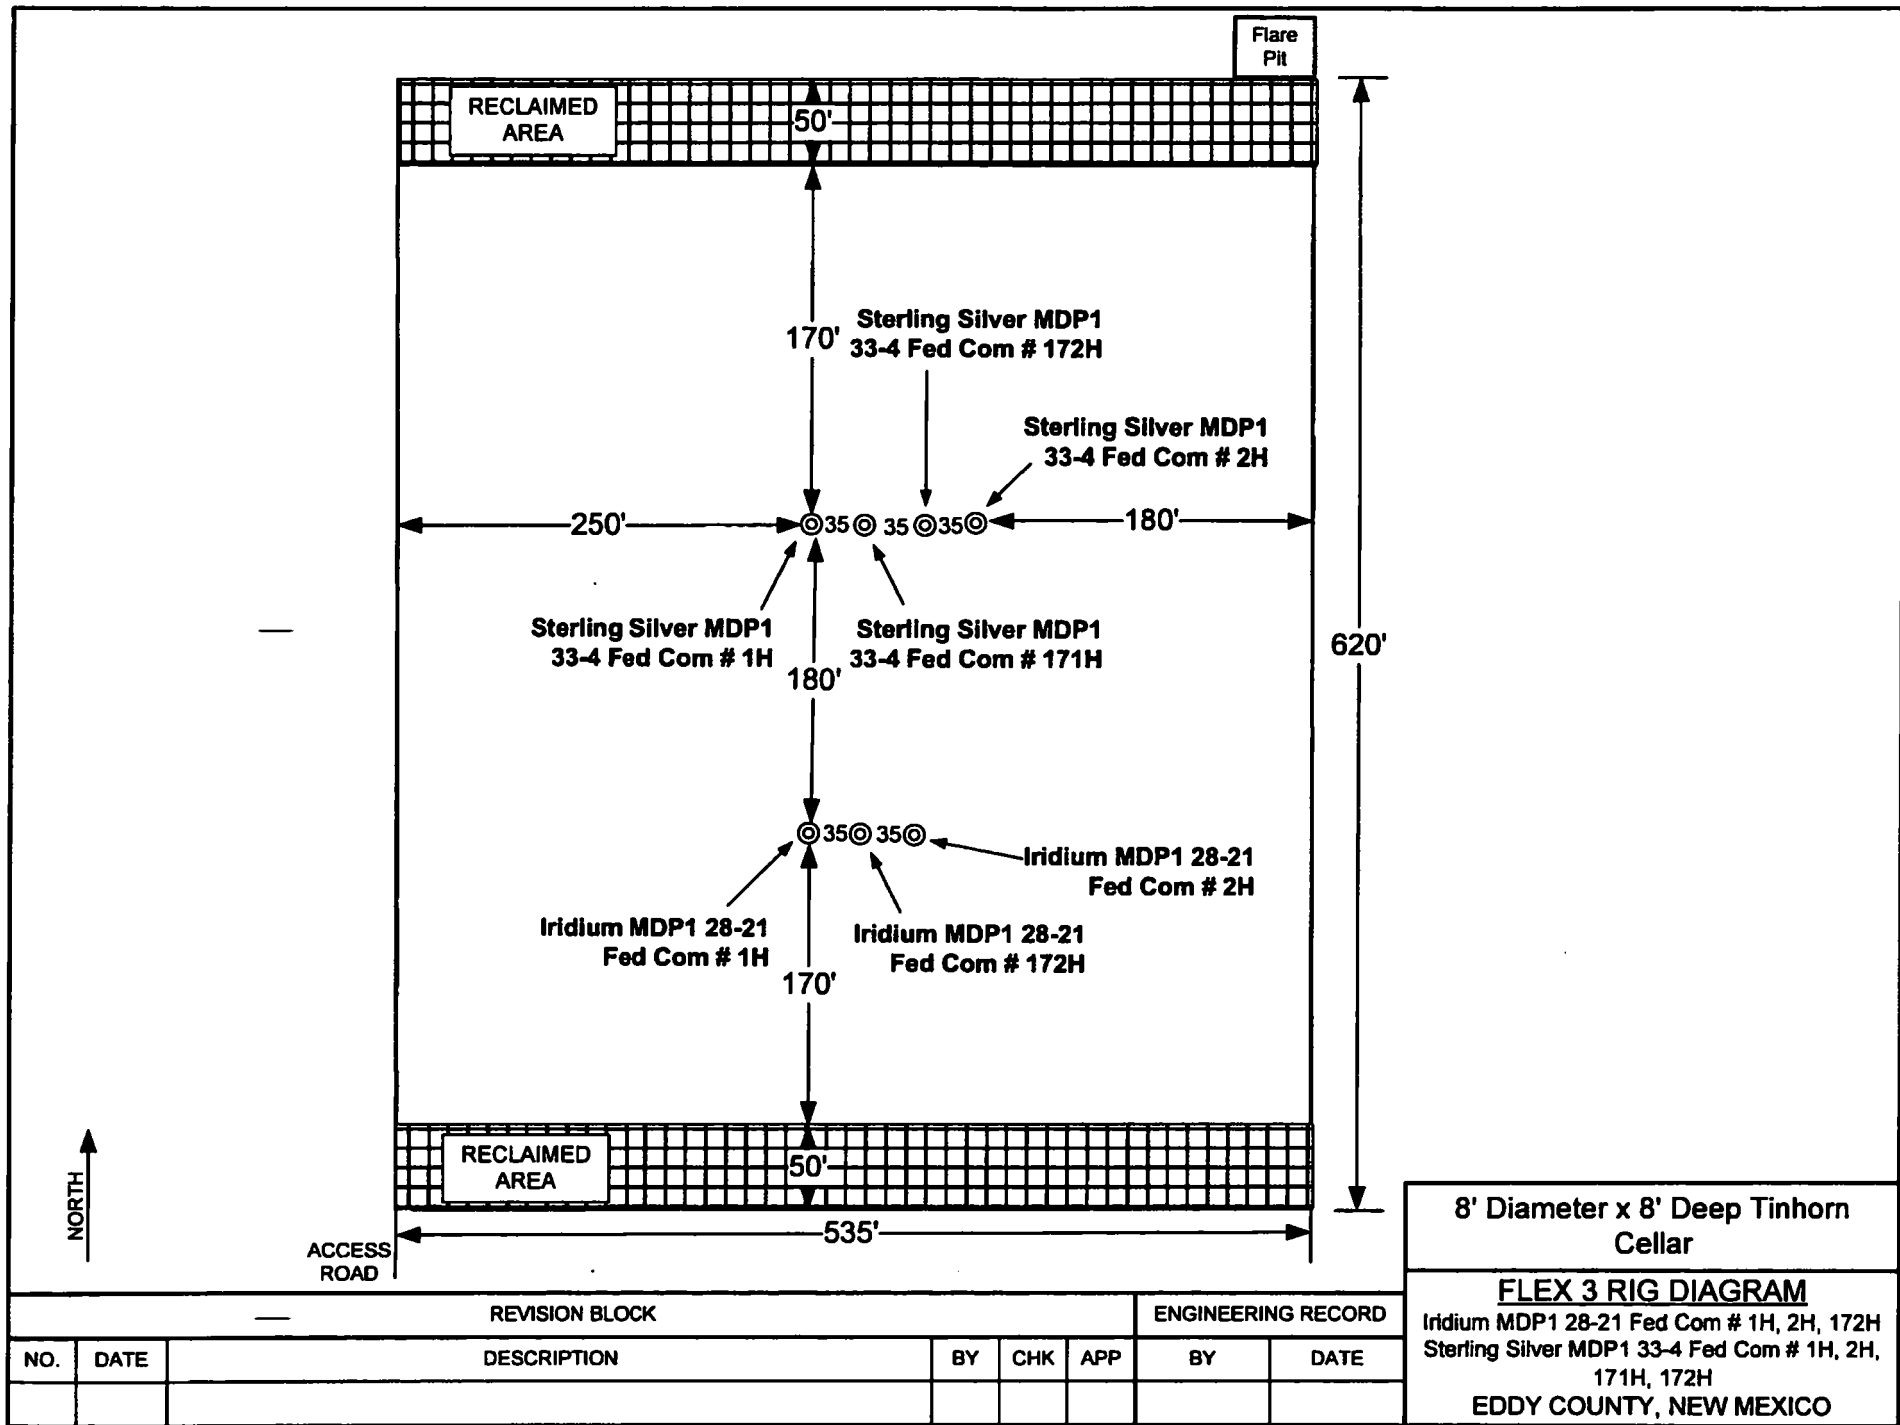 Flare
Pit
RECLAIMED
AREA
50'
170'
Sterling Silver MDP1
33-4 Fed Com # 172H
Sterling Silver MDP1
33-4 Fed Com # 2H
250'
35
35
35
180'
Sterling Silver MDP1
33-4 Fed Com # 1H
Sterling Silver MDP1
33-4 Fed Com # 171H
180'
620'
35
35
Iridium MDP1 28-21
Fed Com # 2H
Iridium MDP1 28-21
Fed Com # 1H
Iridium MDP1 28-21
Fed Com # 172H
170'
RECLAIMED
AREA
50'
NORTH
535'
ACCESS
ROAD
8' Diameter x 8' Deep Tinhorn
Cellar
FLEX 3 RIG DIAGRAM
Iridium MDP1 28-21 Fed Com # 1H, 2H, 172H
Sterling Silver MDP1 33-4 Fed Com # 1H, 2H,
171H, 172H
EDDY COUNTY, NEW MEXICO
REVISION BLOCK
ENGINEERING RECORD
NO. DATE DESCRIPTION BY CHK APP BY DATE